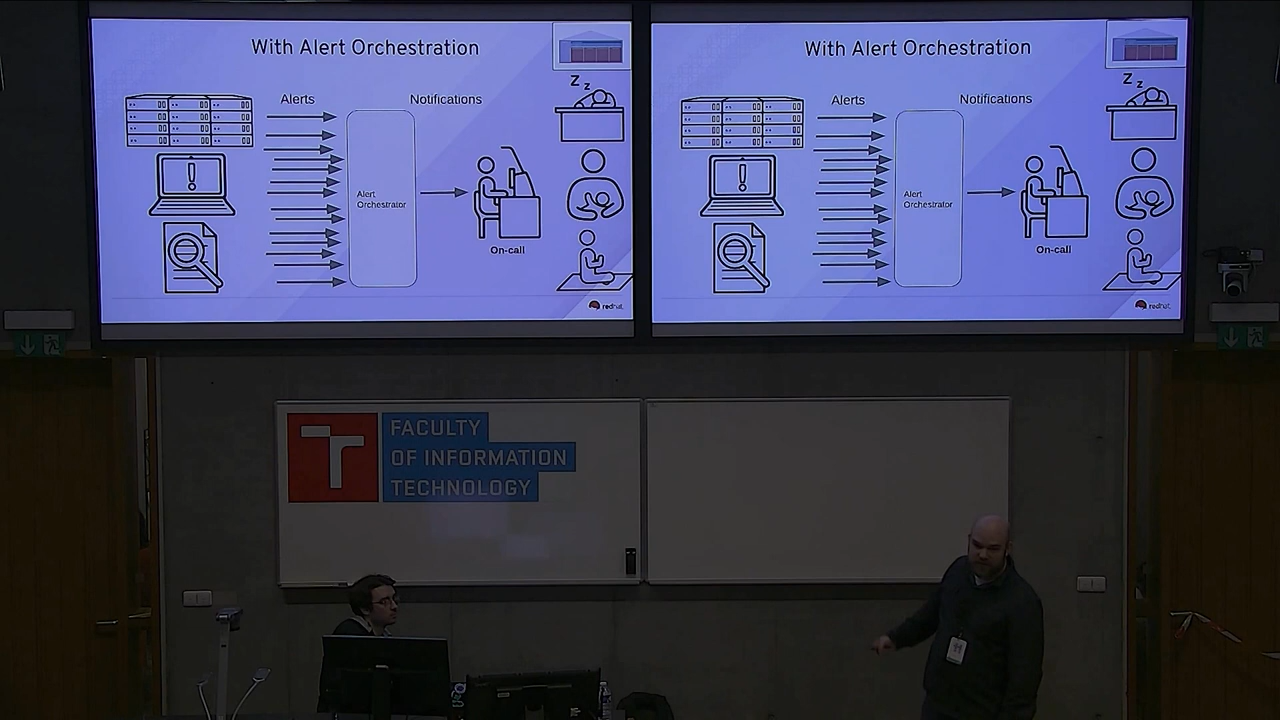 With Alert Orchestration
Alerts
Notifications
Z
z
Alert
Orchestrator
On-call
redhat.
With Alert Orchestration
Alerts
Notifications
Z
z
Alert
Orchestrator
On-call
redhat.
T
FACULTY
OF INFORMATION
TECHNOLOGY